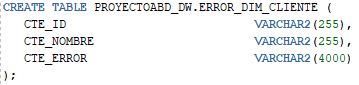 CREATE TABLE PROYECTOABD_DW.ERROR_DIM_CLIENTE (
CTE_ID VARCHAR2(255),
CTE_NOMBRE VARCHAR2(255),
CTE_ERROR VARCHAR2(4000)
);